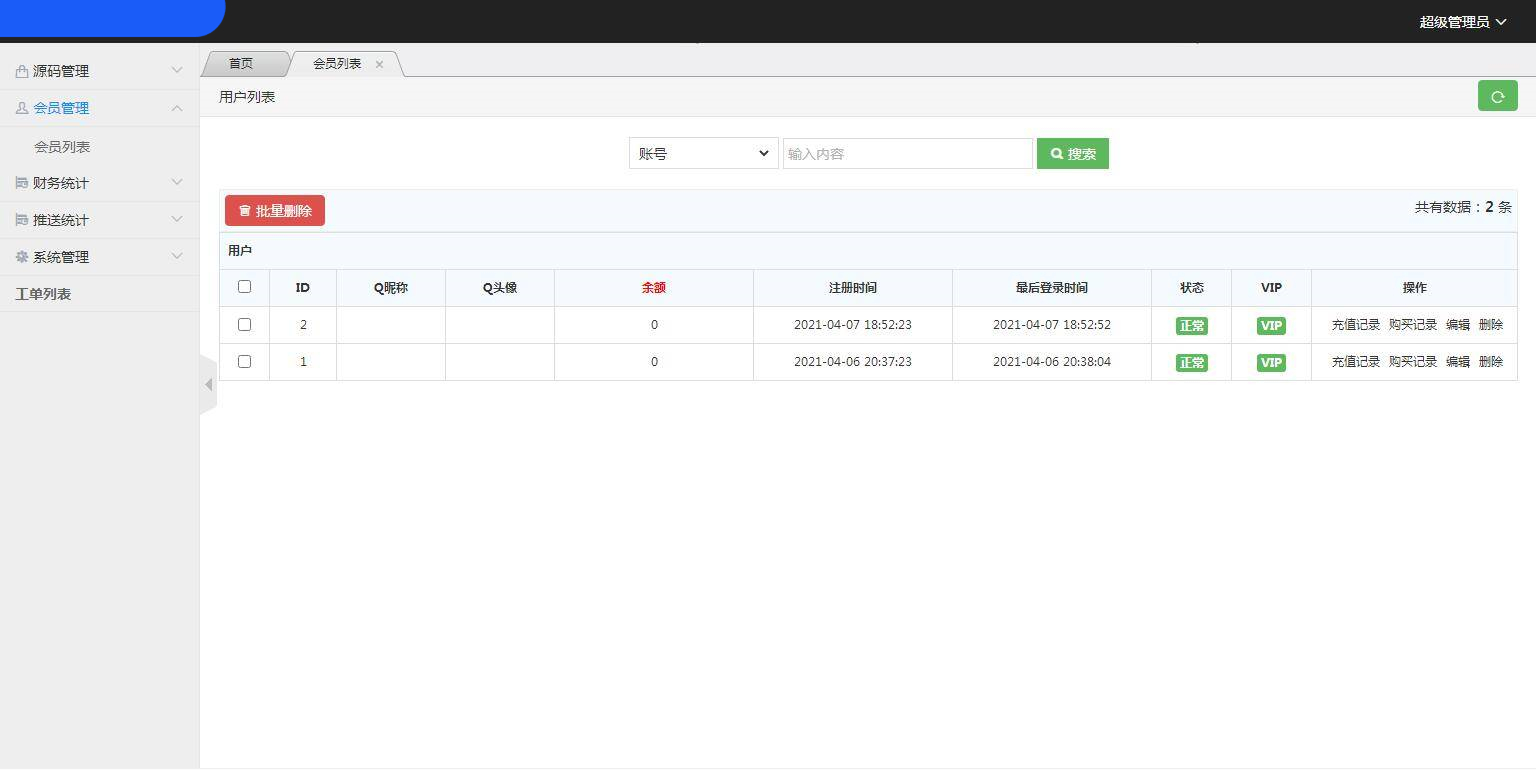 超级管理员
源码管理
会员管理
会员列表
财务统计
推送统计
系统管理
工单列表
首页 会员列表
用户列表
账号 输入内容 搜索
批量删除 共有数据：2 条
用户
ID Q昵称 Q头像 余额 注册时间 最后登录时间 状态 VIP 操作
2 0 2021-04-07 18:52:23 2021-04-07 18:52:52 正常 VIP 充值记录 购买记录 编辑 删除
1 0 2021-04-06 20:37:23 2021-04-06 20:38:04 正常 VIP 充值记录 购买记录 编辑 删除